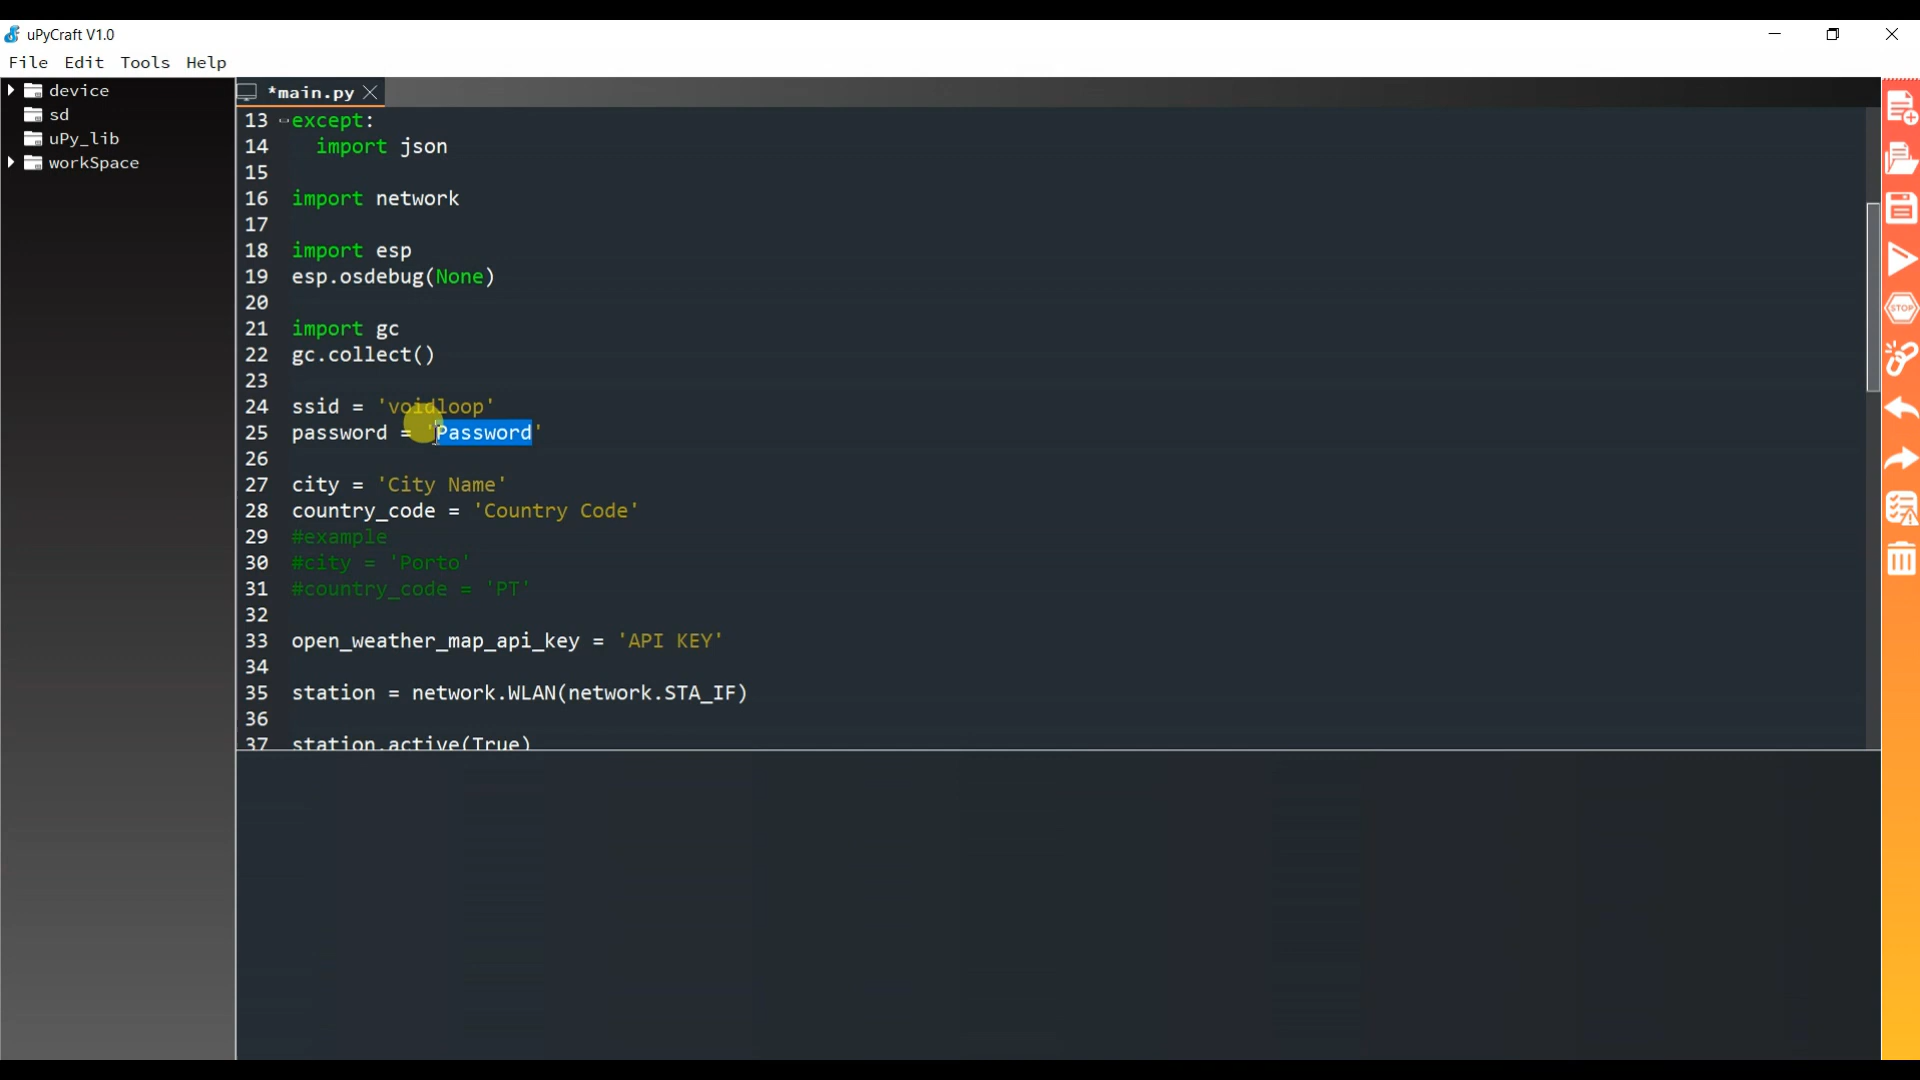 uPyCraft V1.0
File Edit Tools Help
device
sd
uPy_lib
workSpace
*main.py
13 except:
14 import json
15
16 import network
17
18 import esp
19 esp.osdebug(None)
20
21 import gc
22 gc.collect()
23
24 ssid = 'voidloop'
25 password = 'Password'
26
27 city = 'City Name'
28 country_code = 'Country Code'
29 #example
30 #city = 'Porto'
31 #country_code = 'PT'
32
33 open_weather_map_api_key = 'API KEY'
34
35 station = network.WLAN(network.STA_IF)
36
37 station.active(True)
STOP